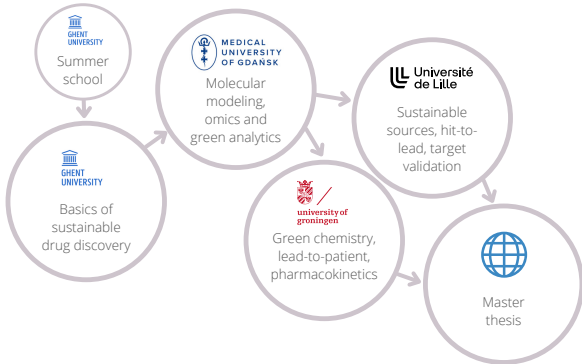 GHENT
UNIVERSITY
Summer
school
GHENT
UNIVERSITY
Basics of
sustainable
drug discovery
MEDICAL
UNIVERSITY
OF GDAŃSK
Molecular
modeling,
omics and
green analytics
Université
de Lille
Sustainable
sources, hit-to-
lead, target
validation
university of
groningen
Green chemistry,
lead-to-patient,
pharmacokinetics
Master
thesis